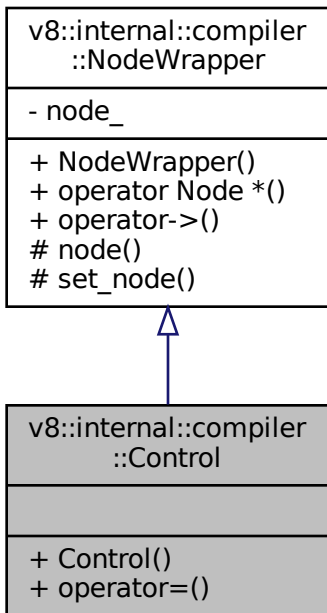 v8::internal::compiler
::NodeWrapper
- node_
+ NodeWrapper()
+ operator Node *()
+ operator->()
# node()
# set_node()
v8::internal::compiler
::Control
+ Control()
+ operator=()